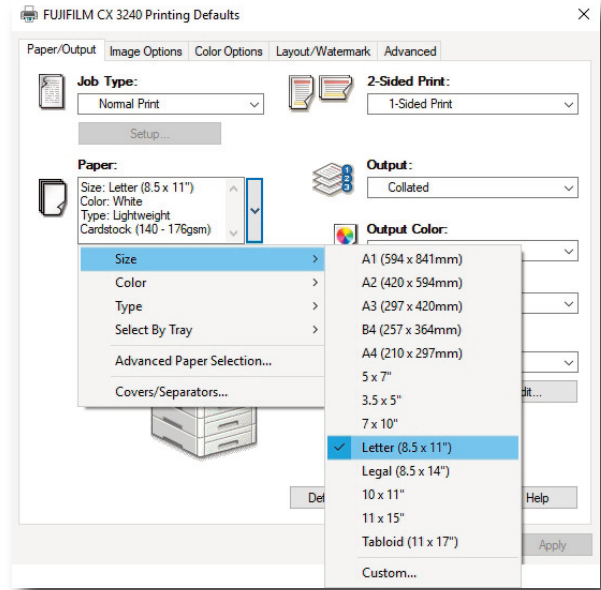 FUJIFILM CX 3240 Printing Defaults
Paper/Output Image Options Color Options Layout/Watermark Advanced
Job Type:
Normal Print
Setup...
2-Sided Print:
1-Sided Print
Paper:
Size: Letter (8.5 x 11")
Color: White
Type: Lightweight
Cardstock (140 - 176gsm)
Output:
1
2
3
Collated
Output Color:
Size
Color
Type
Select By Tray
Advanced Paper Selection...
Covers/Separators...
A1 (594 x 841mm)
A2 (420 x 594mm)
A3 (297 x 420mm)
B4 (257 x 364mm)
A4 (210 x 297mm)
5 x 7"
3.5 x 5"
7 x 10"
Letter (8.5 x 11")
Legal (8.5 x 14")
10 x 11"
11 x 15"
Tabloid (11 x 17")
Custom...
Help
Apply